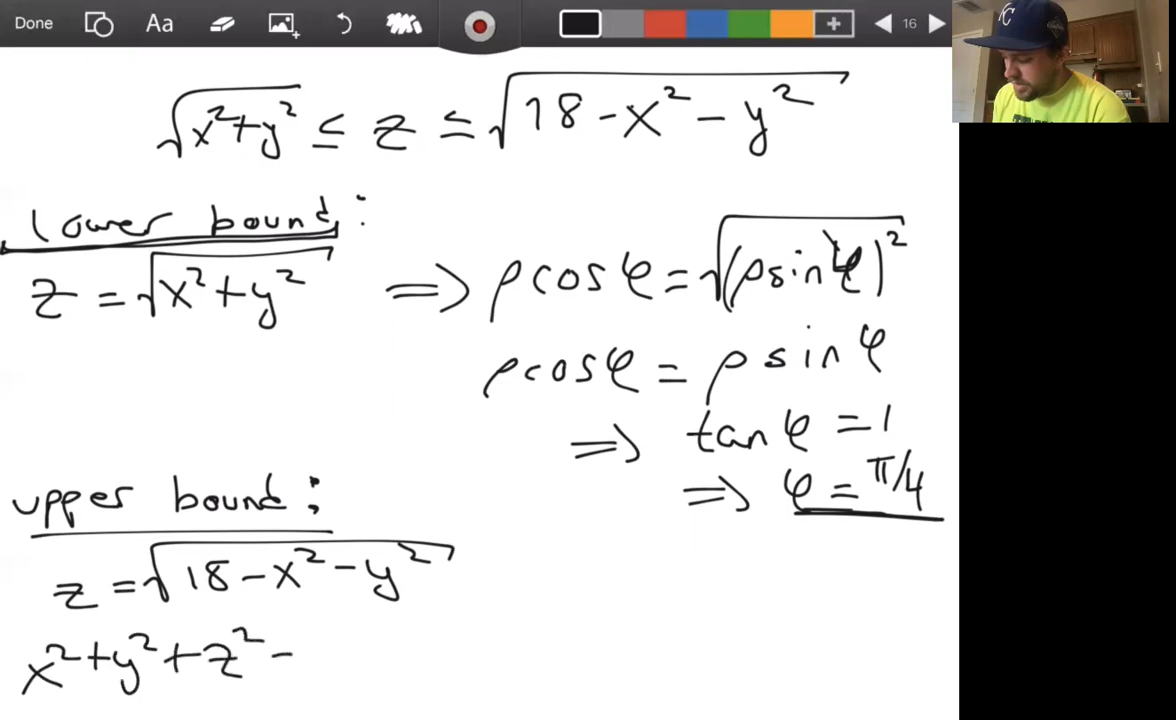 Done Aa 16
√x²+y² ≤ z ≤ √18-x²-y²
lower bound:
z = √x²+y² ⟹ ρcosφ = √(ρsinφ)²
ρcosφ = ρ sinφ
⟹ tanφ = 1
⟹ φ = π/4
upper bound:
z = √18-x²-y²
x²+y²+z² -